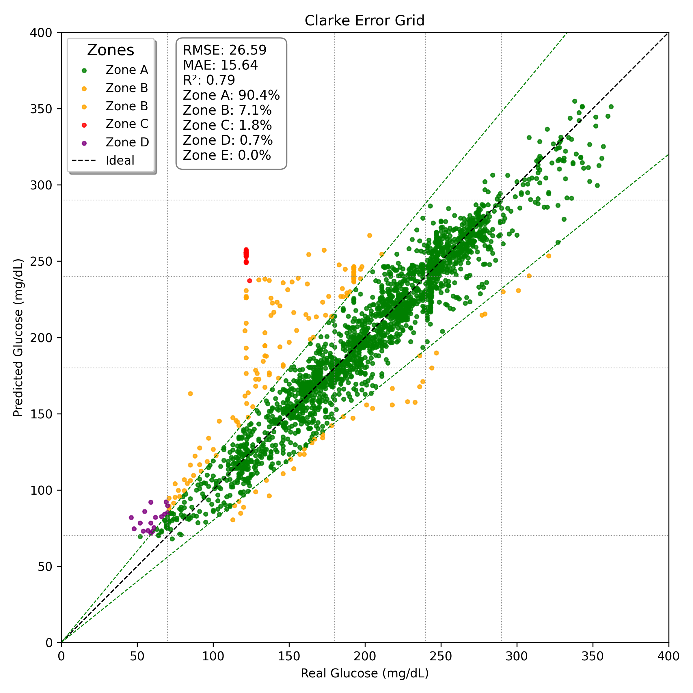 Clarke Error Grid
Zones
Zone A
Zone B
Zone B
Zone C
Zone D
Ideal
RMSE: 26.59
MAE: 15.64
R²: 0.79
Zone A: 90.4%
Zone B: 7.1%
Zone C: 1.8%
Zone D: 0.7%
Zone E: 0.0%
Predicted Glucose (mg/dL)
400
350
300
250
200
150
100
50
0
0 50 100 150 200 250 300 350 400
Real Glucose (mg/dL)